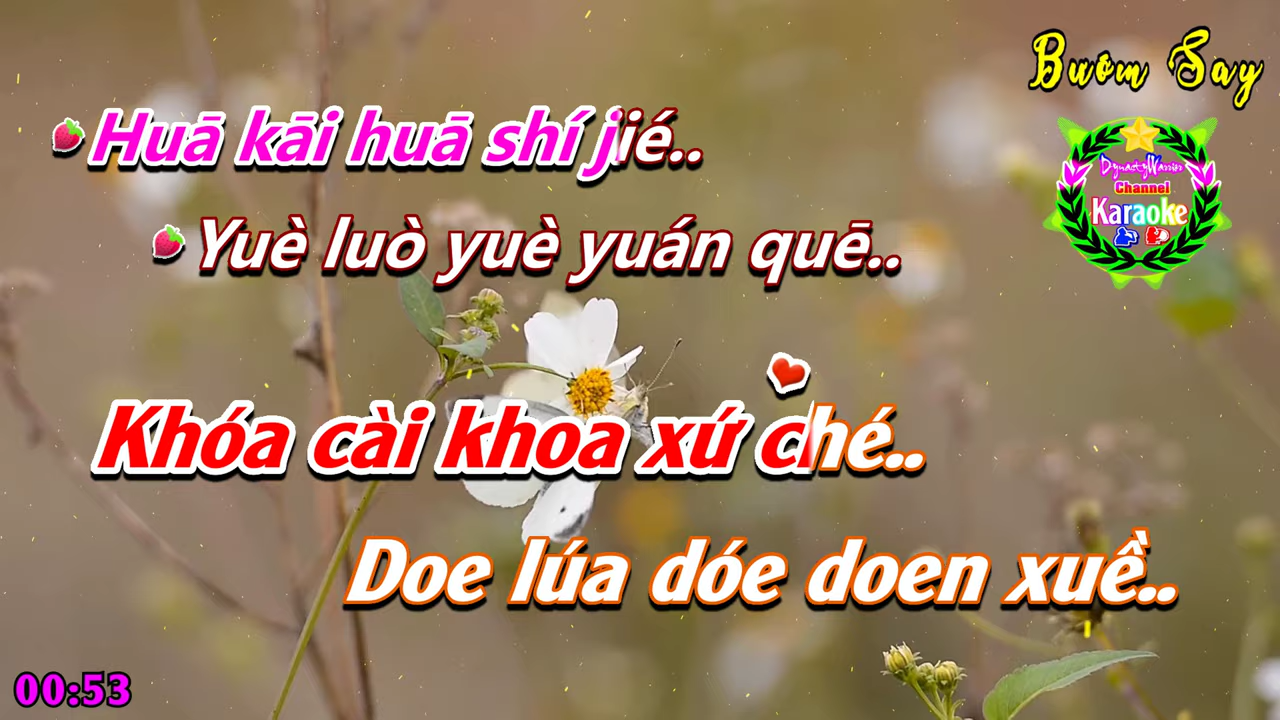 Bướm Say
Huā kāi huā shí jié..
DynastyWarrior
Channel
Karaoke
Yuè luò yuè yuán quē..
Khóa cài khoa xứ ché..
Doe lúa dóe doen xuề..
00:53